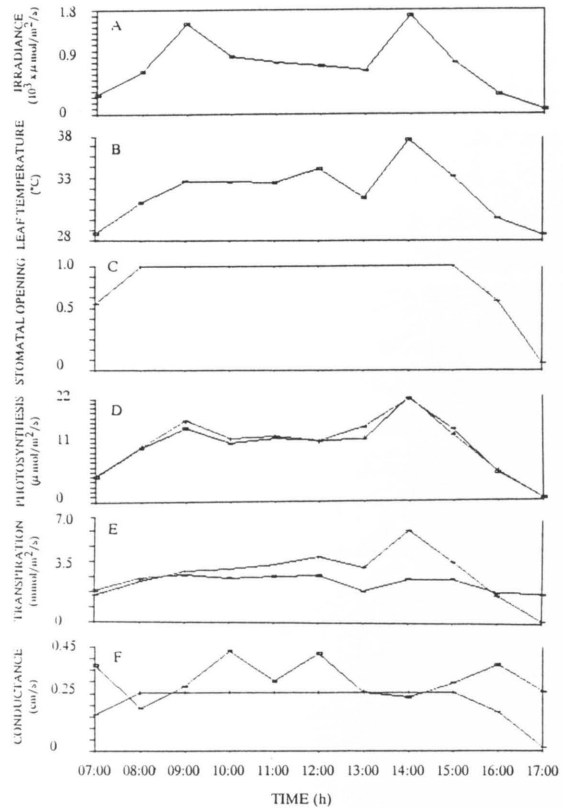 IRRADIANCE
(10³ x μmol/m²/s)
A
1.8
0.9
0
LEAF TEMPERATURE
(°C)
B
38
33
28
STOMATAL OPENING
C
1.0
0.5
0
PHOTOSYNTHESIS
(μ mol/m²/s)
D
22
11
0
TRANSPIRATION
(mmol/m²/s)
E
7.0
3.5
0
CONDUCTANCE
(cm/s)
F
0.45
0.25
0
07:00 08:00 09:00 10:00 11:00 12:00 13:00 14:00 15:00 16:00 17:00
TIME (h)